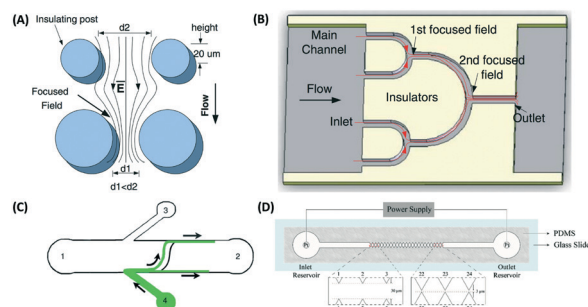 (A)
Insulating post
d2
height
20 um
E
Focused
Field
Flow
d1
d1<d2
(B)
Main
Channel
1st focused field
2nd focused
field
Flow
Insulators
Inlet
Outlet
(C)
3
1
2
4
(D)
Power Supply
PDMS
Glass Slide
Pt
Pt
Inlet
Reservoir
Outlet
Reservoir
1 2 3
22 23 24